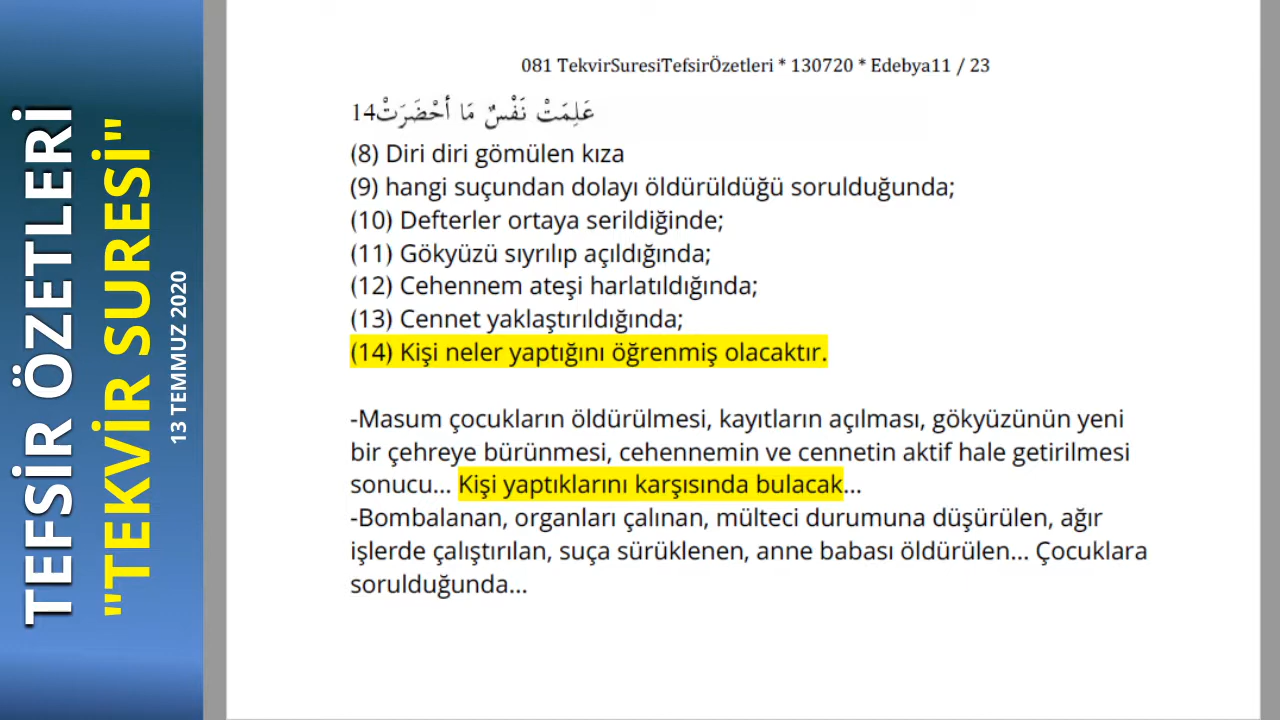 TEFSİR ÖZETLERİ
"TEKVİR SURESİ"
13 TEMMUZ 2020
081 TekvirSuresiTefsirÖzetleri * 130720 * Edebya11 / 23
عَلِمَتْ نَفْسٌ مَا أَحْضَرَتْ14
(8) Diri diri gömülen kıza
(9) hangi suçundan dolayı öldürüldüğü sorulduğunda;
(10) Defterler ortaya serildiğinde;
(11) Gökyüzü sıyrılıp açıldığında;
(12) Cehennem ateşi harlatıldığında;
(13) Cennet yaklaştırıldığında;
(14) Kişi neler yaptığını öğrenmiş olacaktır.
-Masum çocukların öldürülmesi, kayıtların açılması, gökyüzünün yeni
bir çehreye bürünmesi, cehennemin ve cennetin aktif hale getirilmesi
sonucu... Kişi yaptıklarını karşısında bulacak...
-Bombalanan, organları çalınan, mülteci durumuna düşürülen, ağır
işlerde çalıştırılan, suça sürüklenen, anne babası öldürülen... Çocuklara
sorulduğunda...